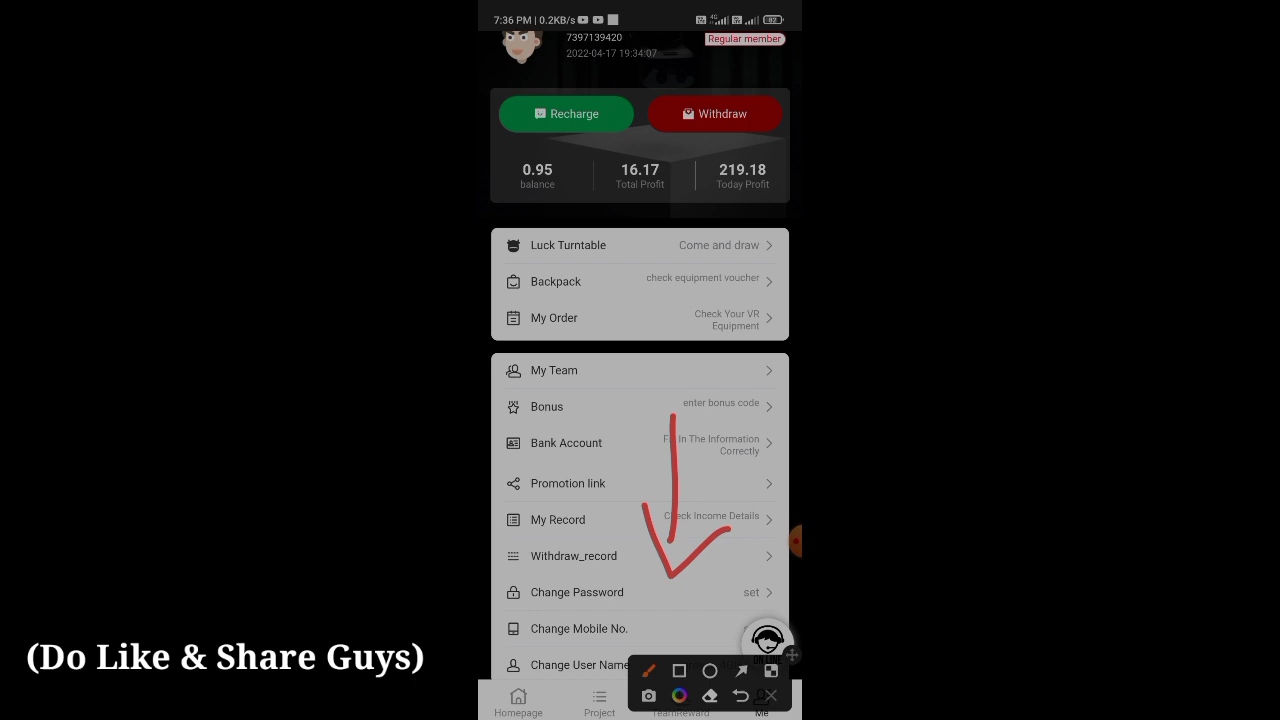 7:36 PM | 0.2KB/s
4G
82
7397139420
Regular member
2022-04-17 19:34:07
Recharge
Withdraw
0.95
16.17
219.18
balance
Total Profit
Today Profit
Luck Turntable
Come and draw
Backpack
check equipment voucher
My Order
Check Your VR
Equipment
My Team
Bonus
enter bonus code
Bank Account
In The Information
Correctly
Promotion link
My Record
Check Income Details
Withdraw_record
Change Password
set
Change Mobile No.
Change User Name
(Do Like & Share Guys)
Homepage
Project
TeamReward
Me